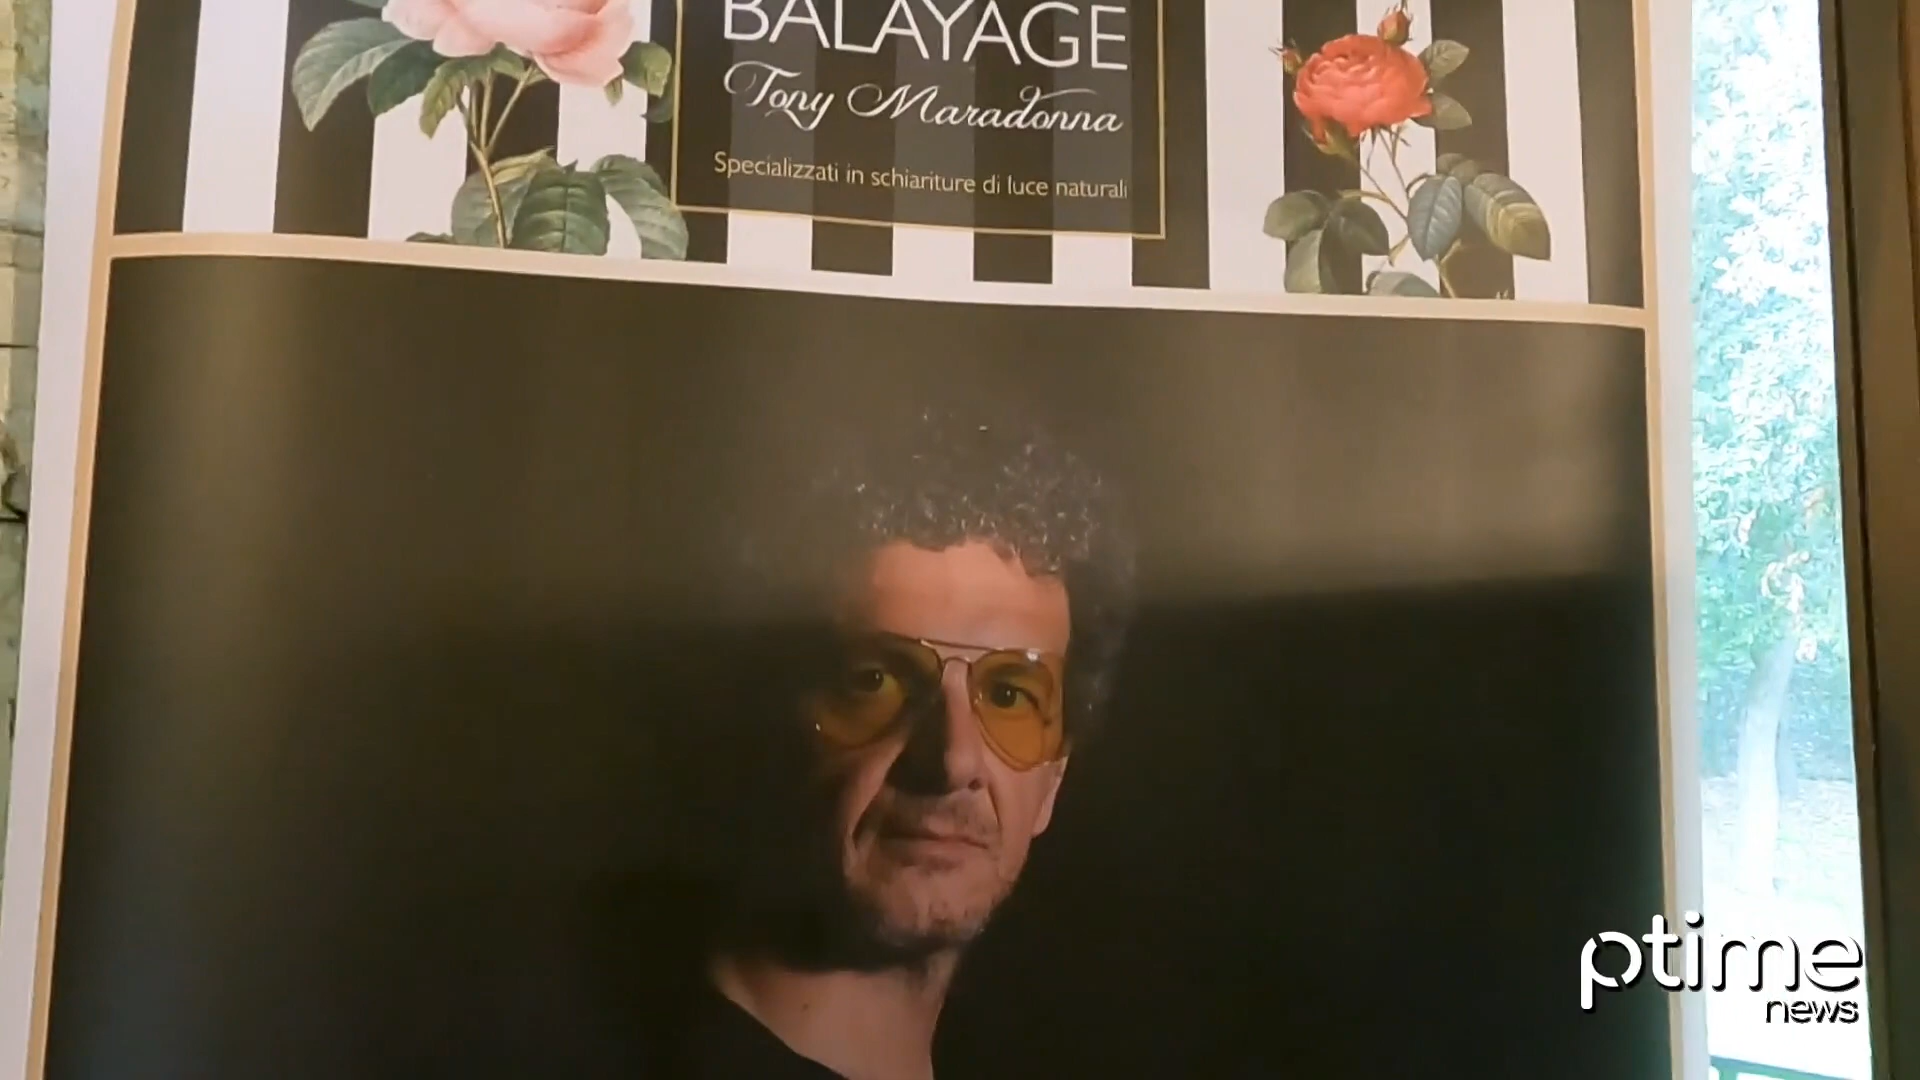 BALAYAGE
Tony Maradonna
Specializzati in schiariture di luce naturali
ptime
news